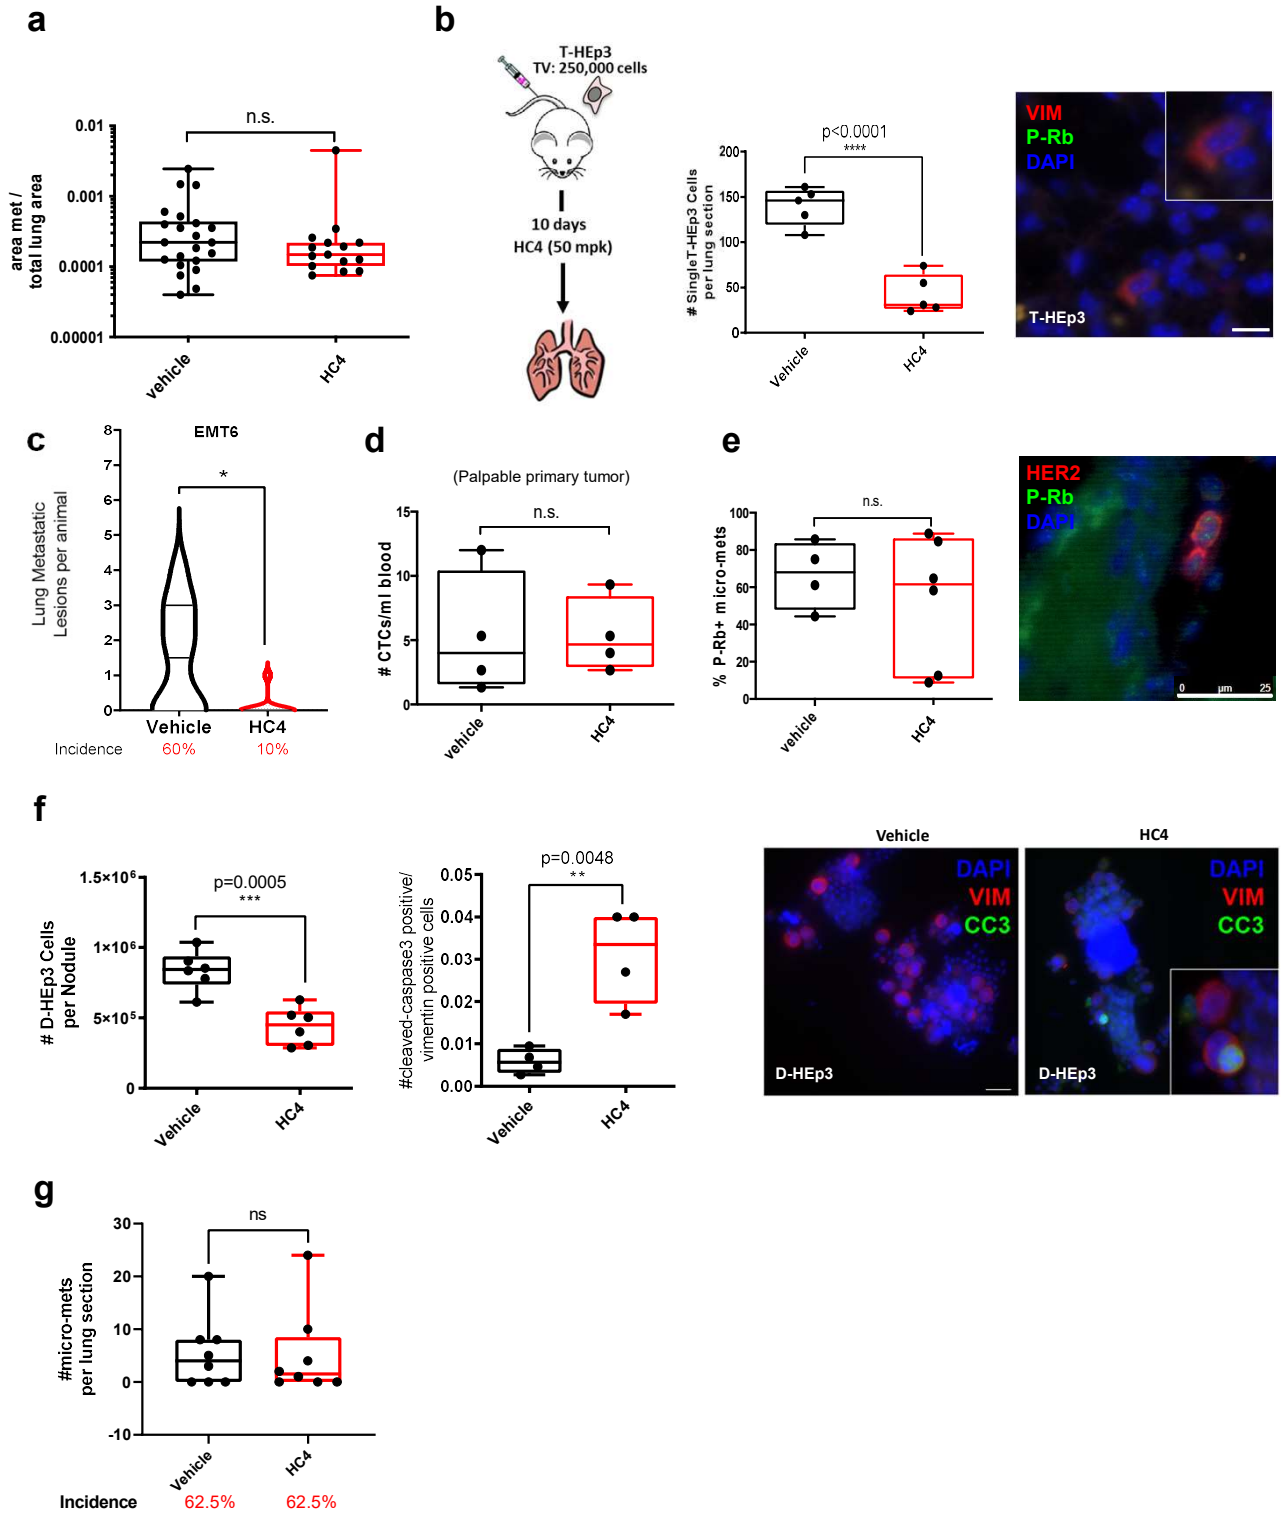 a
n.s.
0.01
0.001
0.0001
0.00001
area met /
total lung area
vehicle
HC4
b
T-HEp3
TV: 250,000 cells
10 days
HC4 (50 mpk)
p<0.0001
****
200
150
100
50
0
# SingleT-HEp3 Cells
per lung section
Vehicle
HC4
VIM
P-Rb
DAPI
T-HEp3
c
EMT6
*
8
7
6
5
4
3
2
1
0
Lung Metastatic
Lesions per animal
Vehicle
HC4
Incidence
60%
10%
d
(Palpable primary tumor)
n.s.
15
10
5
0
# CTCs/ml blood
vehicle
HC4
e
n.s.
100
80
60
40
20
0
% P-Rb+ micro-mets
vehicle
HC4
HER2
P-Rb
DAPI
0 µm 25
f
p=0.0005
***
1.5×10⁶
1×10⁶
5×10⁵
0
# D-HEp3 Cells
per Nodule
Vehicle
HC4
p=0.0048
**
0.05
0.04
0.03
0.02
0.01
0.00
#cleaved-caspase3 positive/
vimentin positive cells
Vehicle
HC4
Vehicle
DAPI
VIM
CC3
D-HEp3
HC4
DAPI
VIM
CC3
D-HEp3
g
ns
30
20
10
0
-10
#micro-mets
per lung section
Vehicle
HC4
Incidence
62.5%
62.5%